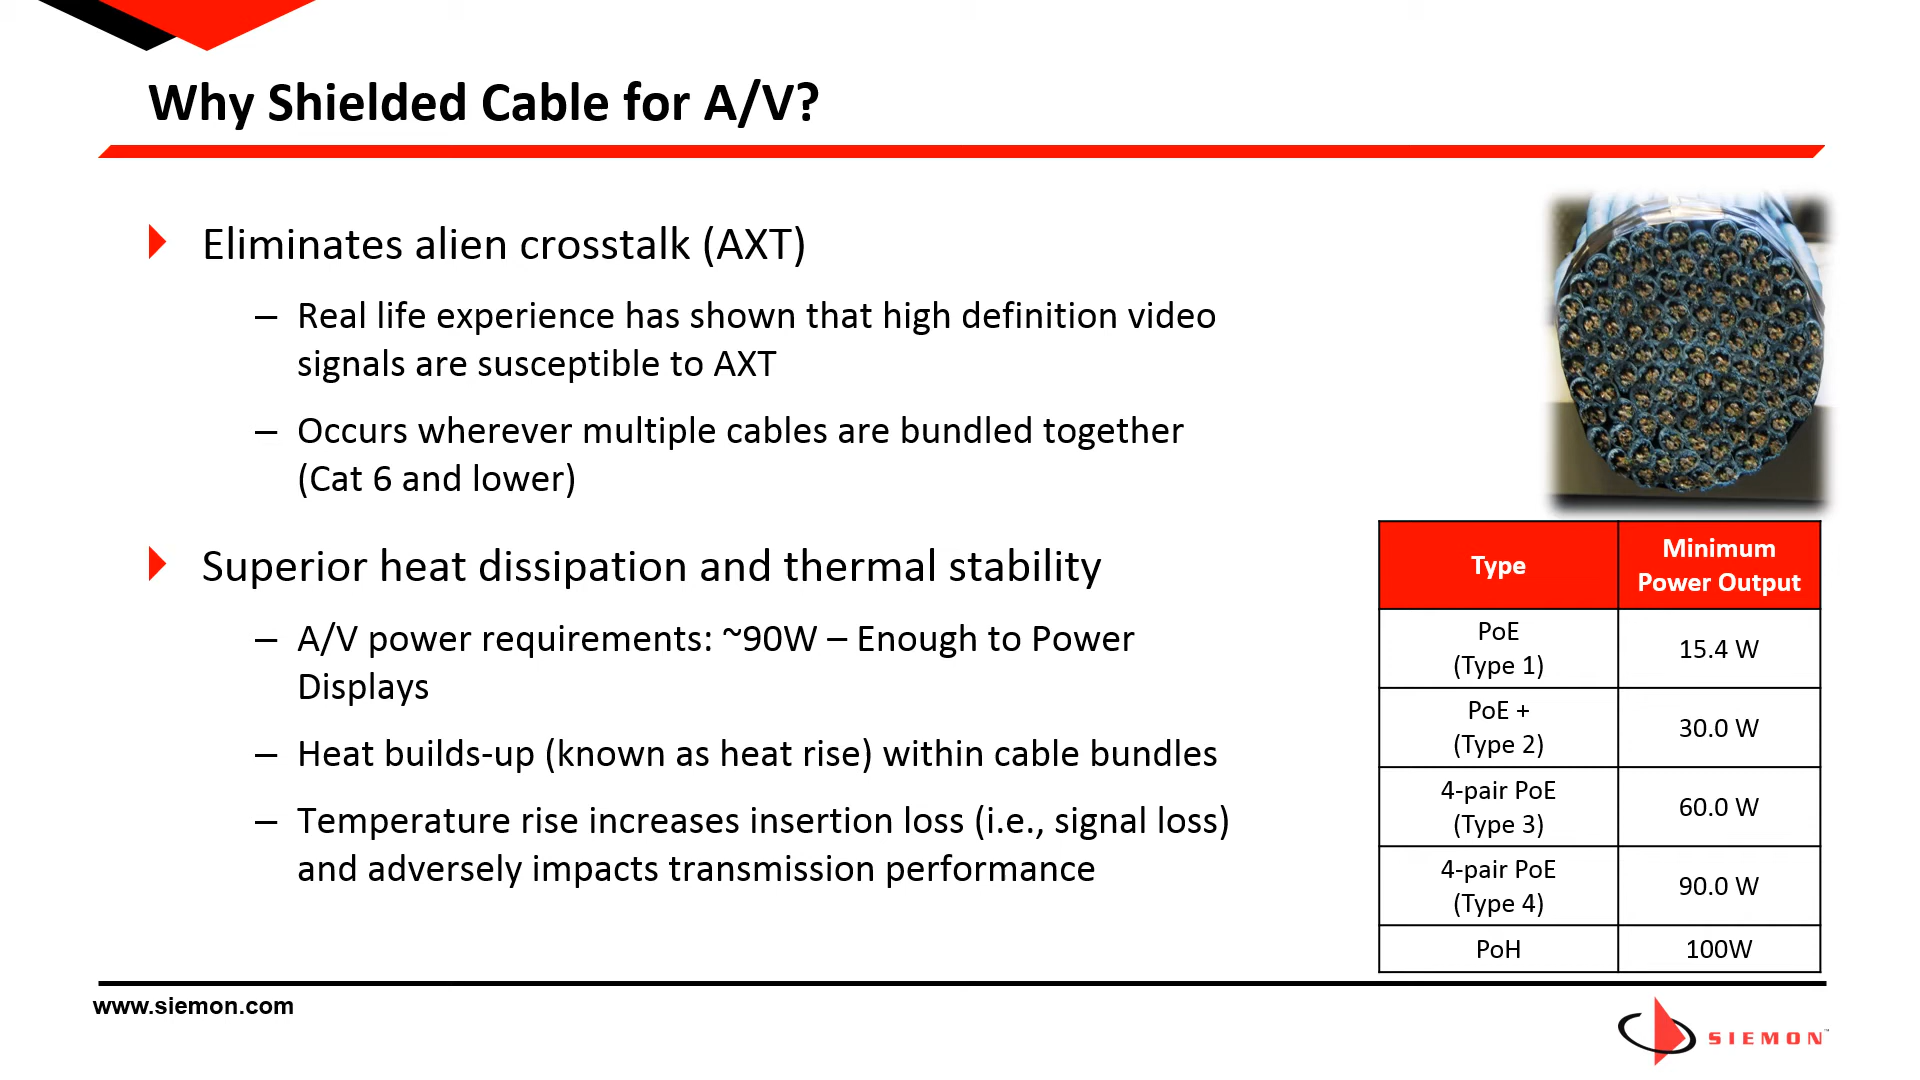 Why Shielded Cable for A/V?
Eliminates alien crosstalk (AXT)
– Real life experience has shown that high definition video
signals are susceptible to AXT
– Occurs wherever multiple cables are bundled together
(Cat 6 and lower)
Superior heat dissipation and thermal stability
– A/V power requirements: ~90W – Enough to Power
Displays
– Heat builds-up (known as heat rise) within cable bundles
– Temperature rise increases insertion loss (i.e., signal loss)
and adversely impacts transmission performance
Type
Minimum
Power Output
PoE
(Type 1)
15.4 W
PoE +
(Type 2)
30.0 W
4-pair PoE
(Type 3)
60.0 W
4-pair PoE
(Type 4)
90.0 W
PoH
100W
www.siemon.com
SIEMON™